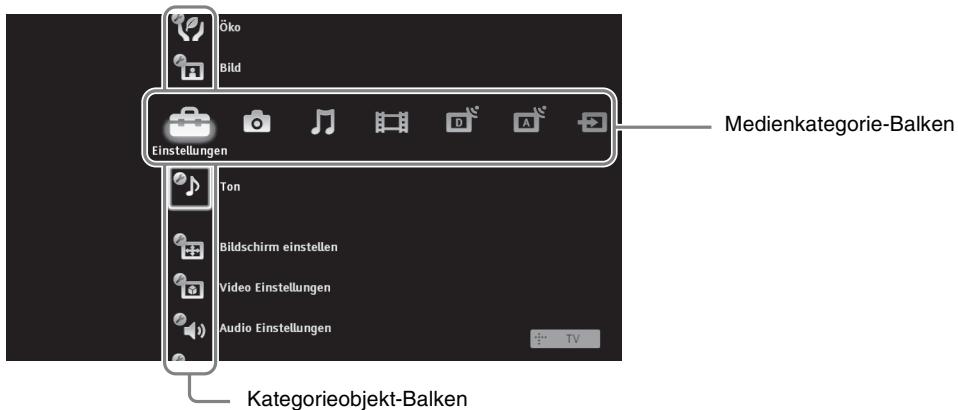 Öko
Bild
Einstellungen
Ton
Bildschirm einstellen
Video Einstellungen
Audio Einstellungen
TV
Medienkategorie-Balken
Kategorieobjekt-Balken